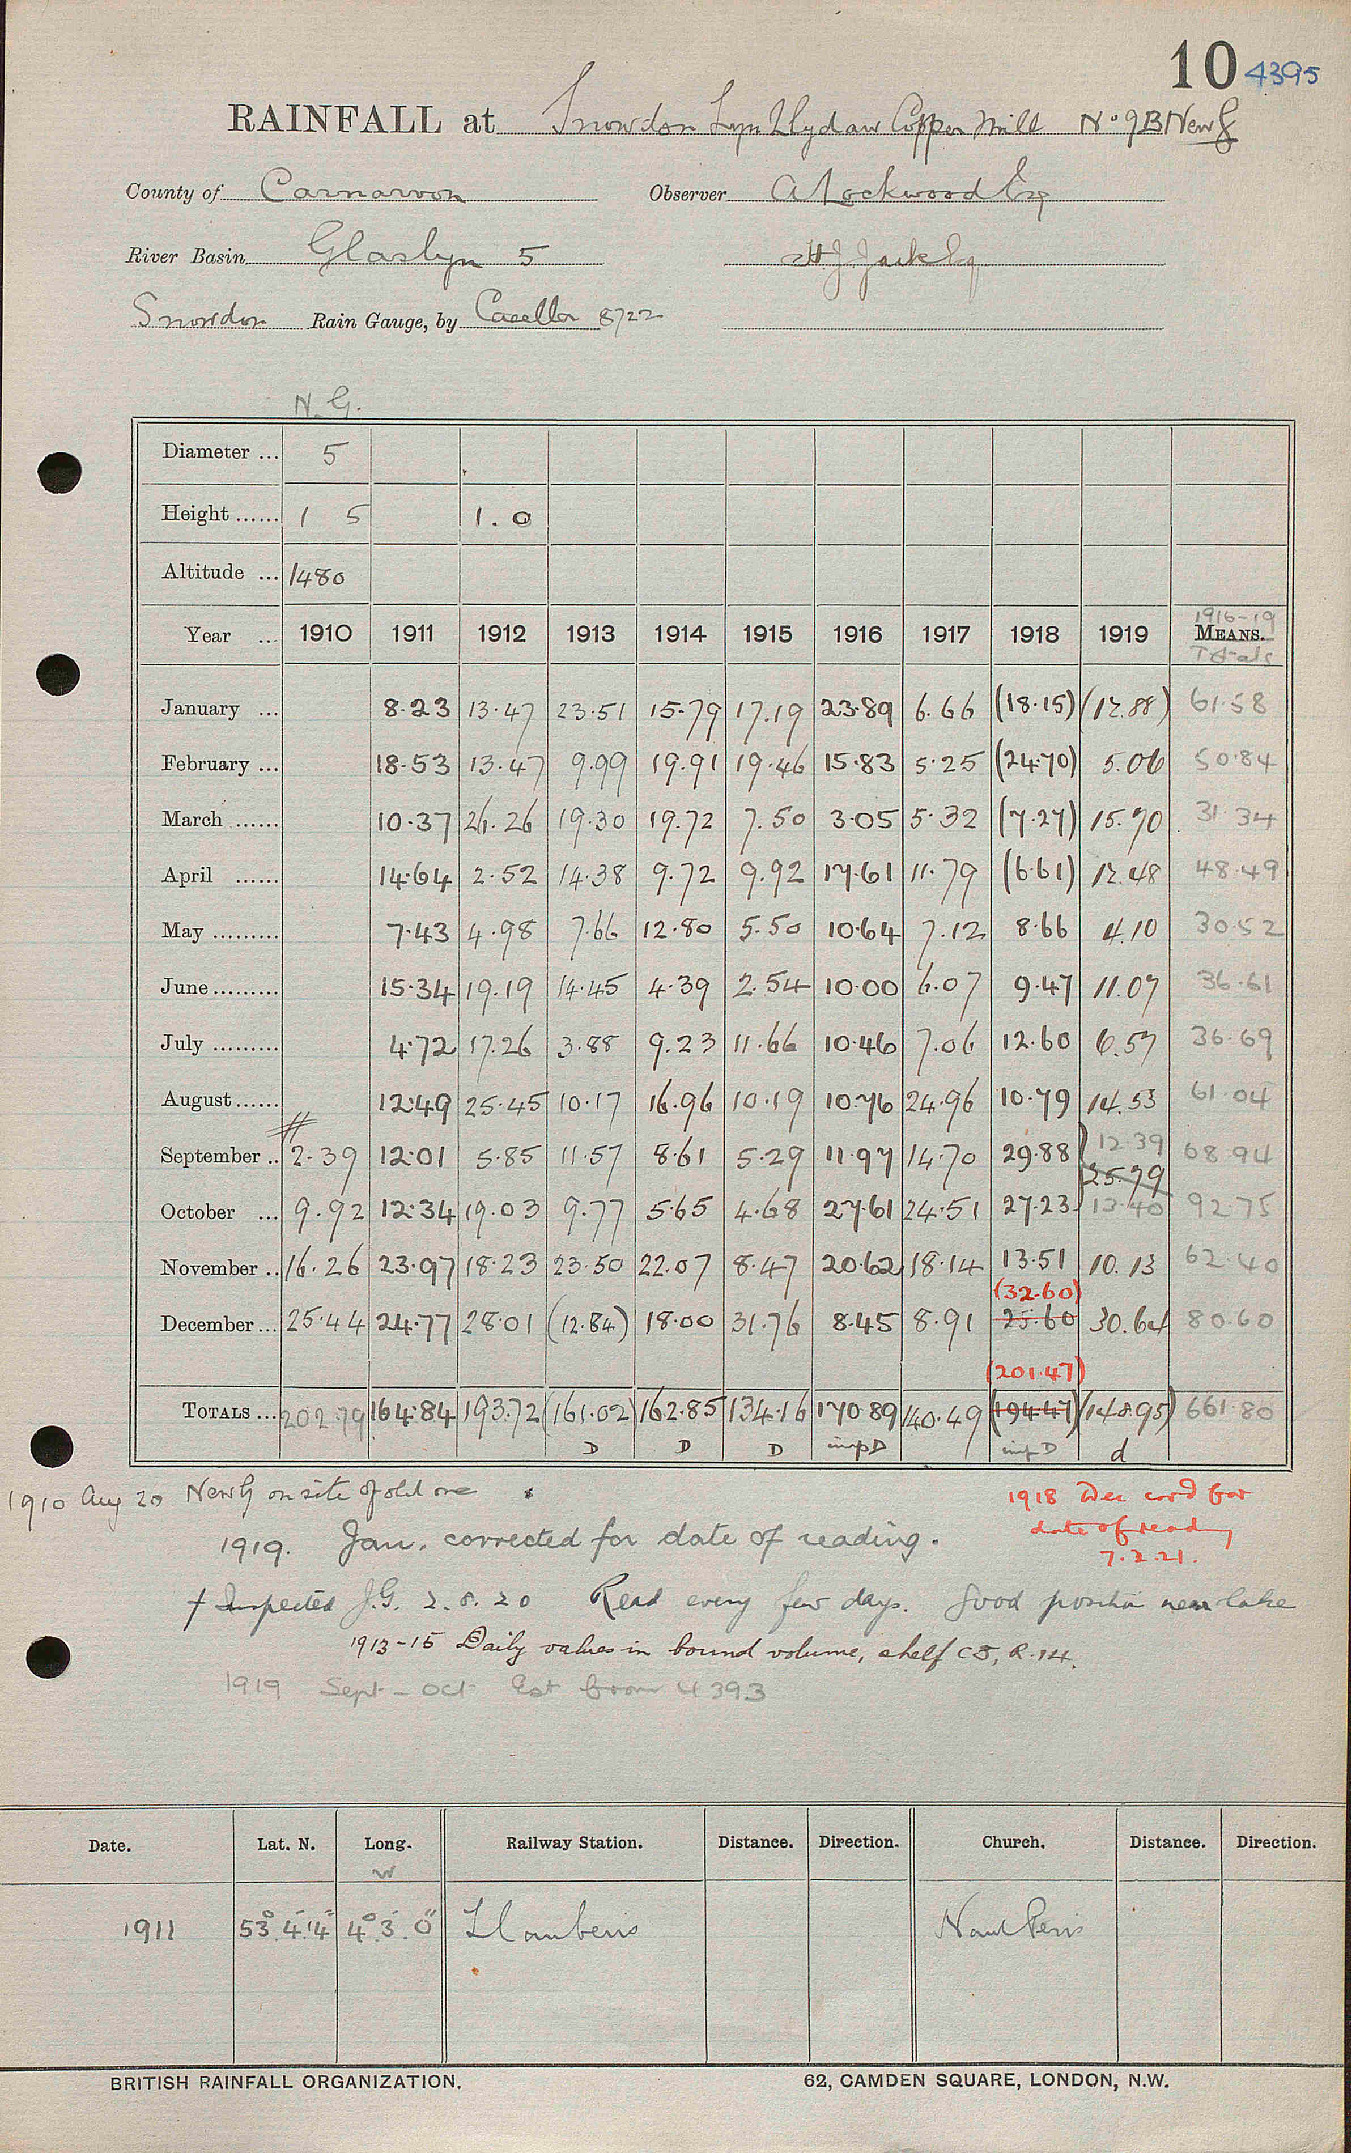 10 4395
RAINFALL at Snowdon Lyn Llydaw Copper Mill No 9B New G
County of Carnarvon Observer A Lockwood Esq
River Basin Glaslyn 5 H J Jack Esq
Snowdon Rain Gauge, by Casella 8722
N. G.
Diameter ... 5
Height ...... 1 5 1.0
Altitude ... 1480
1916-19
Year ... 1910 1911 1912 1913 1914 1915 1916 1917 1918 1919 MEANS.
Totals
January ... 8.23 13.47 23.51 15.79 17.19 23.89 6.66 (18.15) (12.88) 61.58
February ... 18.53 13.47 9.99 19.91 19.46 15.83 5.25 (24.70) 5.06 50.84
March ...... 10.37 26.26 19.30 19.72 7.50 3.05 5.32 (7.27) 15.70 31.34
April ...... 14.64 2.52 14.38 9.72 9.92 17.61 11.79 (6.61) 12.48 48.49
May ......... 7.43 4.98 7.66 12.80 5.50 10.64 7.12 8.66 4.10 30.52
June ......... 15.34 19.19 14.45 4.39 2.54 10.00 6.07 9.47 11.07 36.61
July ......... 4.72 17.26 3.88 9.23 11.66 10.46 7.06 12.60 6.57 36.69
August ...... 12.49 25.45 10.17 16.96 10.19 10.76 24.96 10.79 14.53 61.04
September .. 2.39 12.01 5.85 11.57 8.61 5.29 11.97 14.70 29.88 12.39 68.94
25.79
October ... 9.92 12.34 19.03 9.77 5.65 4.68 27.61 24.51 27.23 13.40 92.75
November .. 16.26 23.97 18.23 23.50 22.07 8.47 20.62 18.14 13.51 10.13 62.40
(32.60)
December ... 25.44 24.77 28.01 (12.84) 18.00 31.76 8.45 8.91 25.60 30.64 80.60
(201.47)
TOTALS ... 202.79 164.84 193.72 (161.02) 162.85 134.16 170.89 140.49 (194.47) (148.95) 661.80
D D D imp D imp D d
1910 Aug 20 New G on site of old one
1918 Dec cord for
date of reading
7.2.21.
1919. Jan. corrected for date of reading.
† Inspected J.G. 2.8.20 Read every few days. Good position near lake
1913-15 Daily values in bound volume, shelf C5, R.14.
1919 Sept - Oct Est from 4393
Date. Lat. N. Long. Railway Station. Distance. Direction. Church. Distance. Direction.
W
1911 53° 4' 14" 4° 3' 0" Llanberis Nant Peris
BRITISH RAINFALL ORGANIZATION. 62, CAMDEN SQUARE, LONDON, N.W.